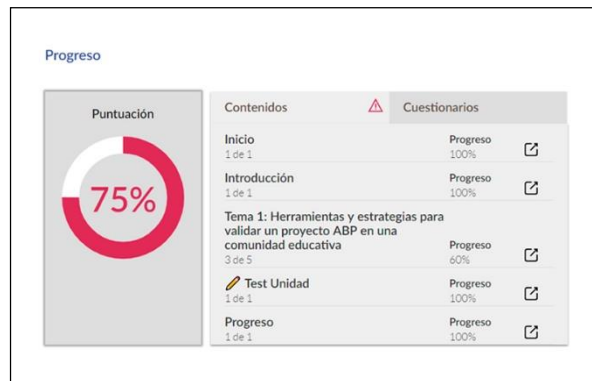 Progreso
Puntuación
75%
Contenidos
Cuestionarios
Inicio
1 de 1
Progreso
100%
Introducción
1 de 1
Progreso
100%
Tema 1: Herramientas y estrategias para
validar un proyecto ABP en una
comunidad educativa
3 de 5
Progreso
60%
Test Unidad
1 de 1
Progreso
100%
Progreso
1 de 1
Progreso
100%